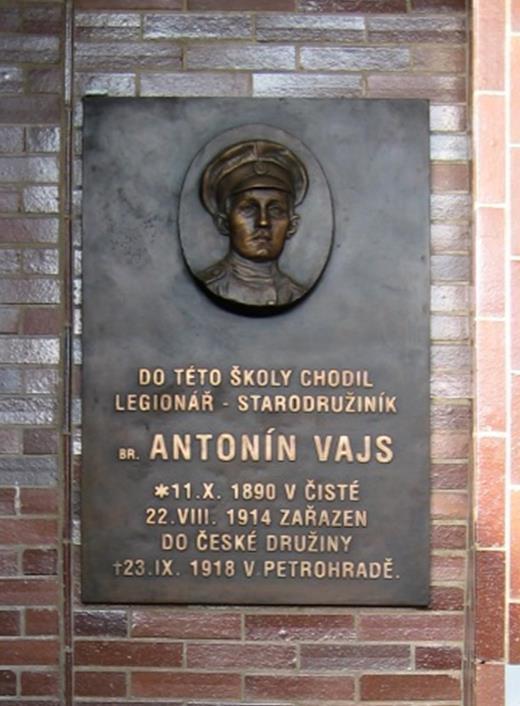 DO TÉTO ŠKOLY CHODIL
LEGIONÁŘ - STARODRUŽINÍK
BR. ANTONÍN VAJS
*11.X. 1890 V ČISTÉ
22.VIII. 1914 ZAŘAZEN
DO ČESKÉ DRUŽINY
†23.IX. 1918 V PETROHRADĚ.